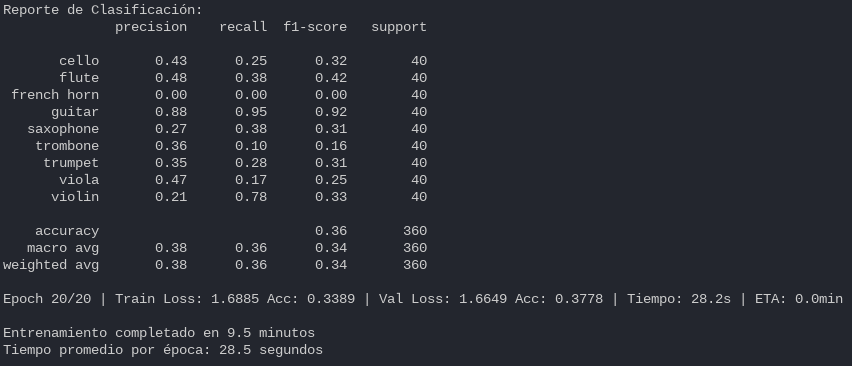 Reporte de Clasificación:
precision recall f1-score support
cello 0.43 0.25 0.32 40
flute 0.48 0.38 0.42 40
french horn 0.00 0.00 0.00 40
guitar 0.88 0.95 0.92 40
saxophone 0.27 0.38 0.31 40
trombone 0.36 0.10 0.16 40
trumpet 0.35 0.28 0.31 40
viola 0.47 0.17 0.25 40
violin 0.21 0.78 0.33 40
accuracy 0.36 360
macro avg 0.38 0.36 0.34 360
weighted avg 0.38 0.36 0.34 360
Epoch 20/20 | Train Loss: 1.6885 Acc: 0.3389 | Val Loss: 1.6649 Acc: 0.3778 | Tiempo: 28.2s | ETA: 0.0min
Entrenamiento completado en 9.5 minutos
Tiempo promedio por época: 28.5 segundos